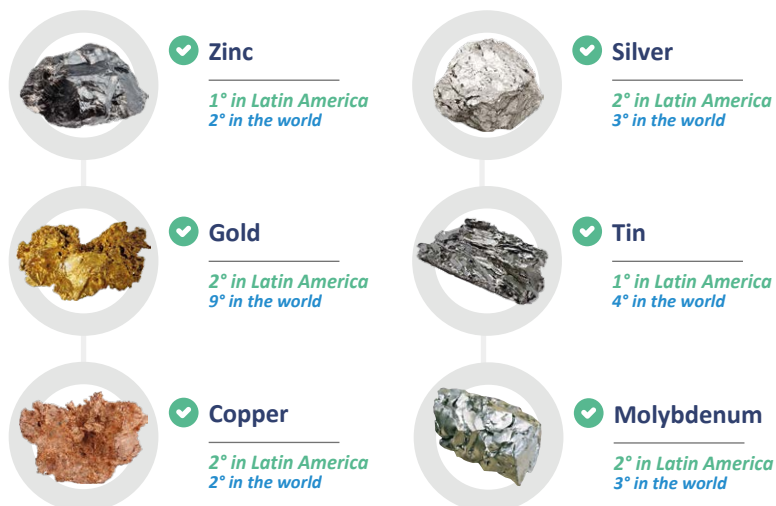 Zinc
1° in Latin America
2° in the world
Silver
2° in Latin America
3° in the world
Gold
2° in Latin America
9° in the world
Tin
1° in Latin America
4° in the world
Copper
2° in Latin America
2° in the world
Molybdenum
2° in Latin America
3° in the world